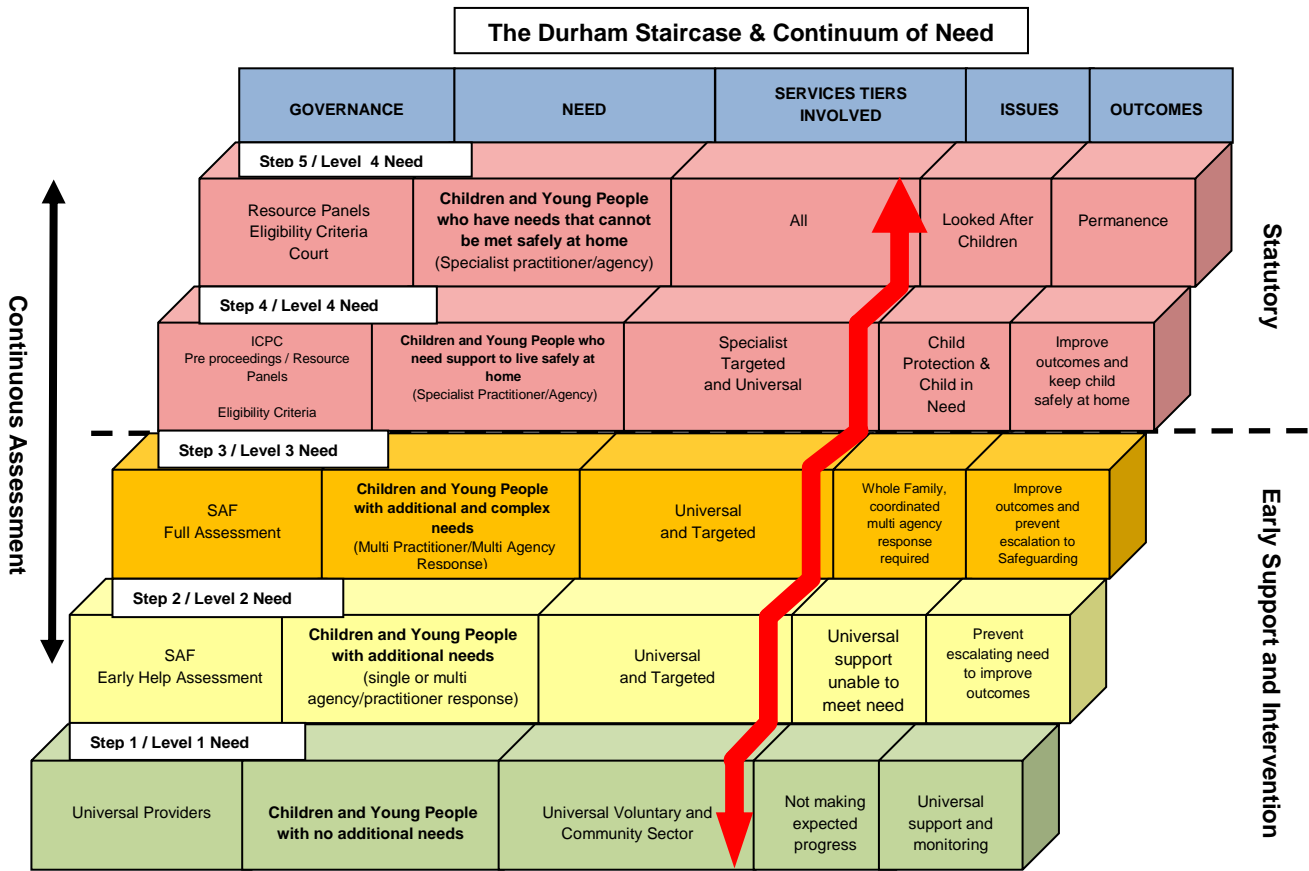 The Durham Staircase & Continuum of Need
GOVERNANCE
NEED
SERVICES TIERS
INVOLVED
ISSUES
OUTCOMES
Step 5 / Level 4 Need
Resource Panels
Eligibility Criteria
Court
Children and Young People
who have needs that cannot
be met safely at home
(Specialist practitioner/agency)
All
Looked After
Children
Permanence
Step 4 / Level 4 Need
ICPC
Pre proceedings / Resource
Panels
Eligibility Criteria
Children and Young People who
need support to live safely at
home
(Specialist Practitioner/Agency)
Specialist
Targeted
and Universal
Child
Protection &
Child in
Need
Improve
outcomes and
keep child
safely at home
Step 3 / Level 3 Need
SAF
Full Assessment
Children and Young People
with additional and complex
needs
(Multi Practitioner/Multi Agency
Response)
Universal
and Targeted
Whole Family,
coordinated
multi agency
response
required
Improve
outcomes and
prevent
escalation to
Safeguarding
Step 2 / Level 2 Need
SAF
Early Help Assessment
Children and Young People
with additional needs
(single or multi
agency/practitioner response)
Universal
and Targeted
Universal
support
unable to
meet need
Prevent
escalating need
to improve
outcomes
Step 1 / Level 1 Need
Universal Providers
Children and Young People
with no additional needs
Universal Voluntary and
Community Sector
Not making
expected
progress
Universal
support and
monitoring
Continuous Assessment
Statutory
Early Support and Intervention